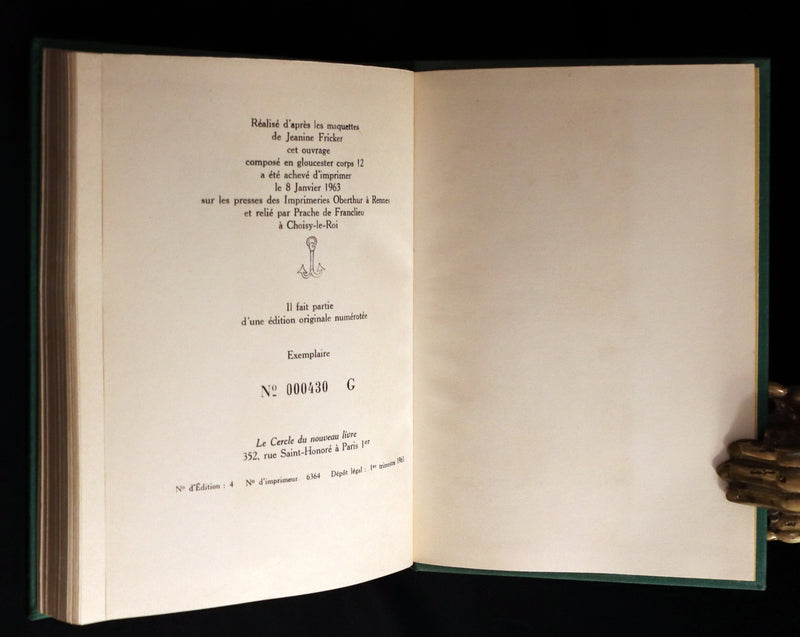 Réalisé d'après les maquettes
de Jeanine Fricker
cet ouvrage
composé en gloucester corps 12
a été achevé d'imprimer
le 8 Janvier 1963
sur les presses des Imprimeries Oberthur à Rennes
et relié par Prache de Franclieu
à Choisy-le-Roi
Il fait partie
d'une édition originale numérotée
Exemplaire
Nº 000430 G
Le Cercle du nouveau livre
352, rue Saint-Honoré à Paris 1er
Nº d'Édition : 4 Nº d'imprimeur 6364 Dépôt légal : 1er trimestre 1963